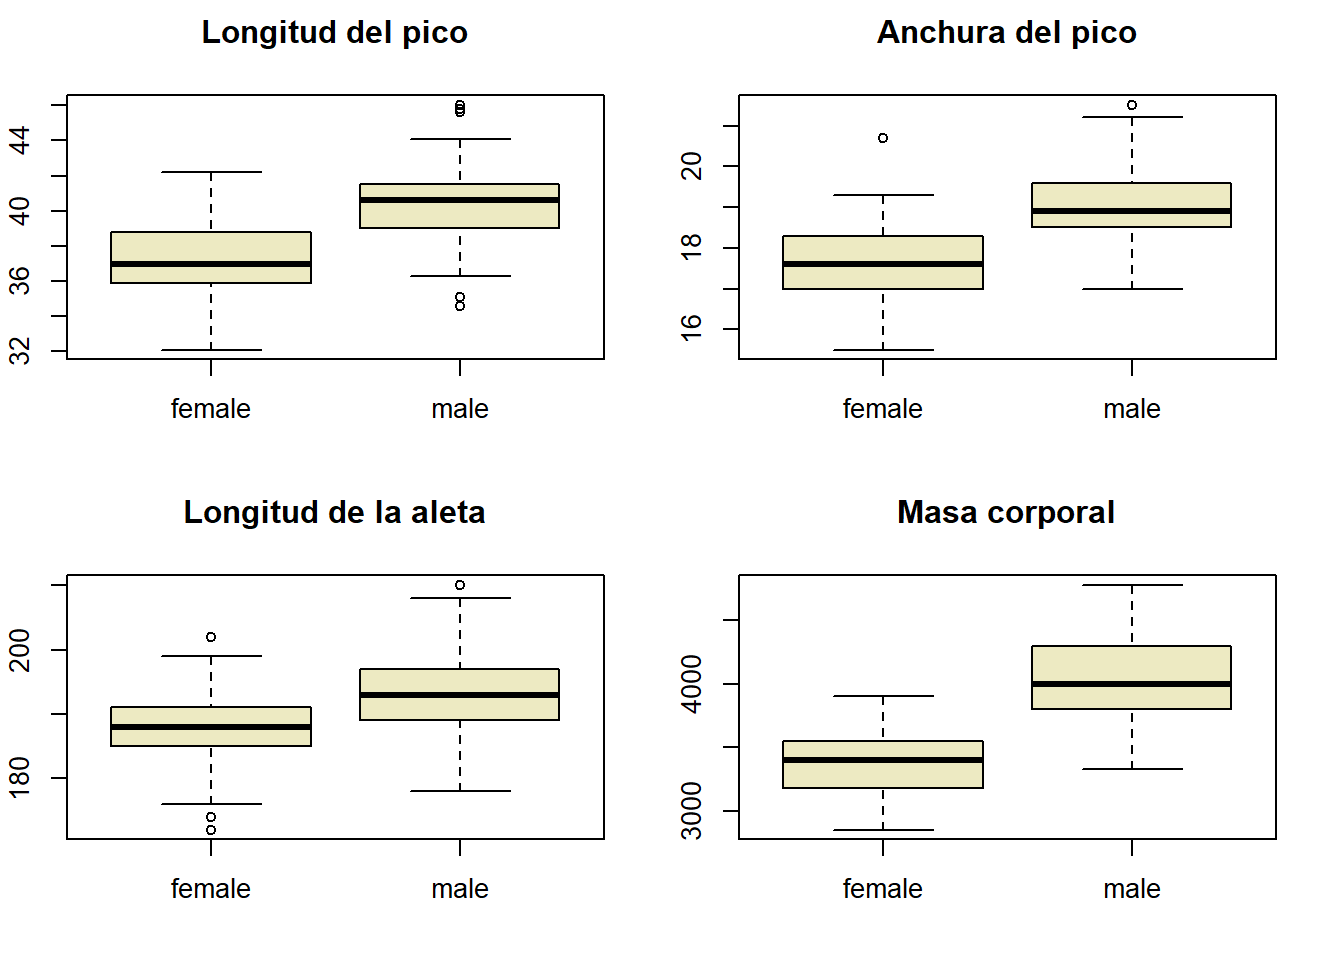 Longitud del pico
44
40
36
32
female male
Anchura del pico
20
18
16
female male
Longitud de la aleta
200
180
female male
Masa corporal
4000
3000
female male